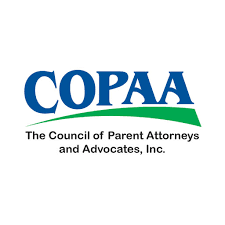 COPAA
The Council of Parent Attorneys
and Advocates, Inc.